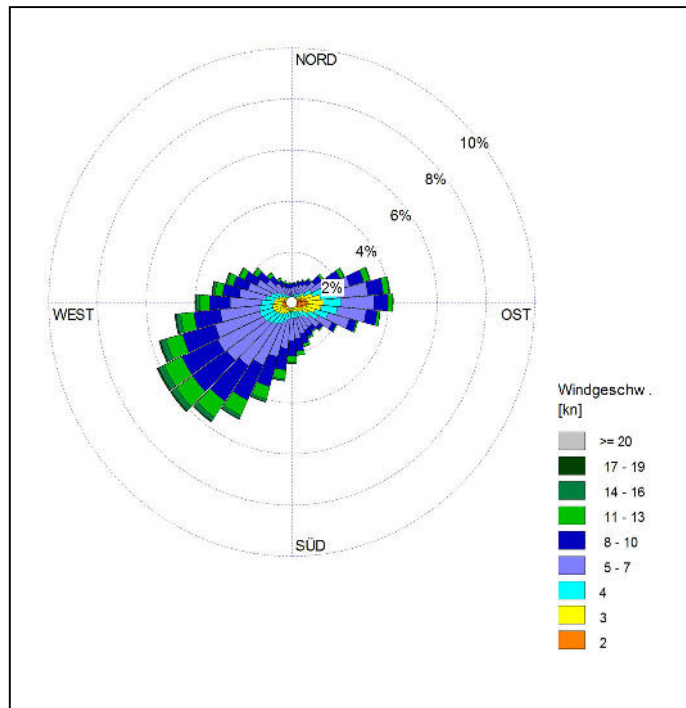 NORD
10%
8%
6%
4%
2%
WEST
OST
SÜD
Windgeschw .
[kn]
>= 20
17 - 19
14 - 16
11 - 13
8 - 10
5 - 7
4
3
2